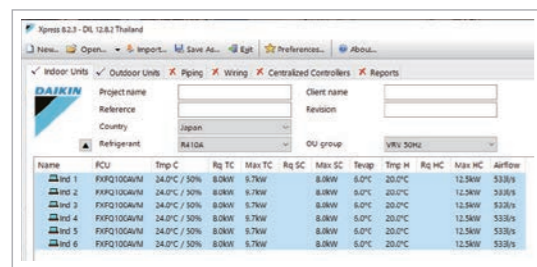 Xpress 8.2.3 - DIL 12.8.2 Thailand
New... Open... Import... Save As... Exit Preferences... About...
Indoor Units Outdoor Units Piping Wiring Centralized Controllers Reports
DAIKIN Project name Client name
Reference Revision
Country Japan
Refrigerant R410A OU group VRV 50Hz
Name FCU Tmp C Rq TC Max TC Rq SC Max SC Tevap Tmp H Rq HC Max HC Airflow
Ind 1 FXFQ100AVM 24.0°C / 50% 8.0kW 9.7kW 8.0kW 6.0°C 20.0°C 12.5kW 533l/s
Ind 2 FXFQ100AVM 24.0°C / 50% 8.0kW 9.7kW 8.0kW 6.0°C 20.0°C 12.5kW 533l/s
Ind 3 FXFQ100AVM 24.0°C / 50% 8.0kW 9.7kW 8.0kW 6.0°C 20.0°C 12.5kW 533l/s
Ind 4 FXFQ100AVM 24.0°C / 50% 8.0kW 9.7kW 8.0kW 6.0°C 20.0°C 12.5kW 533l/s
Ind 5 FXFQ100AVM 24.0°C / 50% 8.0kW 9.7kW 8.0kW 6.0°C 20.0°C 12.5kW 533l/s
Ind 6 FXFQ100AVM 24.0°C / 50% 8.0kW 9.7kW 8.0kW 6.0°C 20.0°C 12.5kW 533l/s